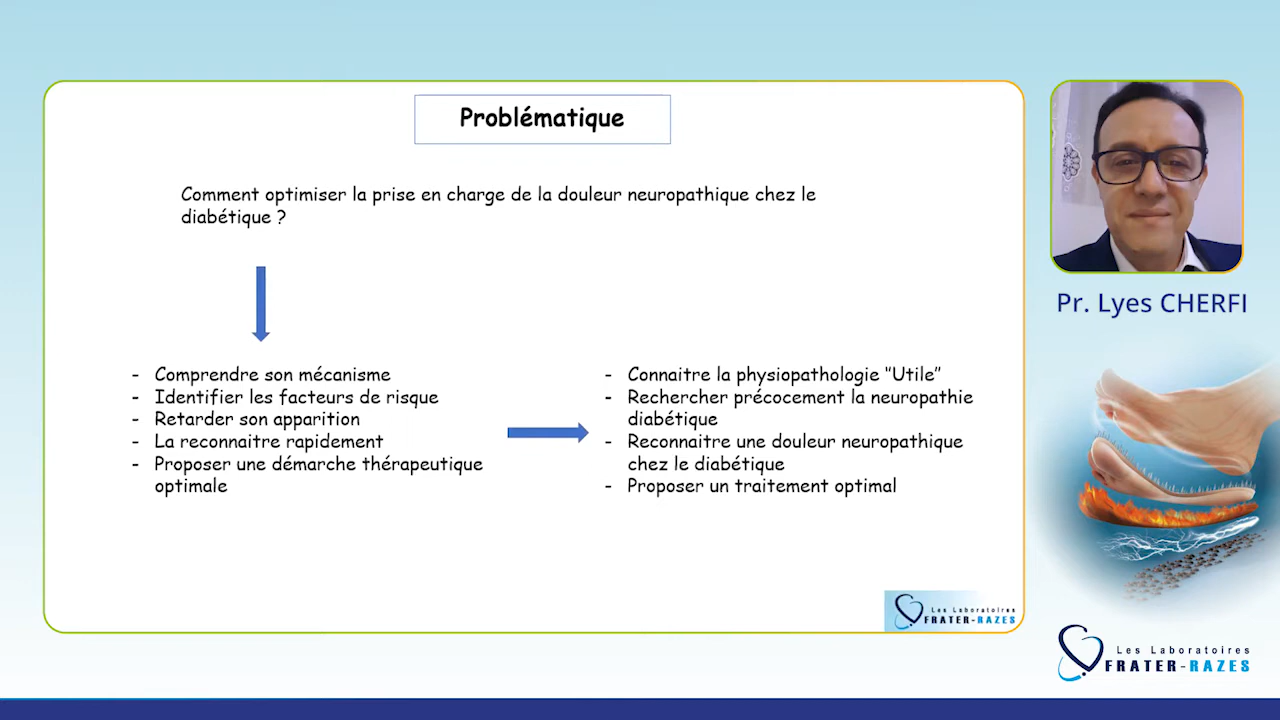 Problématique
Comment optimiser la prise en charge de la douleur neuropathique chez le
diabétique ?
- Comprendre son mécanisme
- Identifier les facteurs de risque
- Retarder son apparition
- La reconnaitre rapidement
- Proposer une démarche thérapeutique
optimale
- Connaitre la physiopathologie "Utile"
- Rechercher précocement la neuropathie
diabétique
- Reconnaitre une douleur neuropathique
chez le diabétique
- Proposer un traitement optimal
Les Laboratoires
FRATER-RAZES
Pr. Lyes CHERFI
Les Laboratoires
FRATER-RAZES